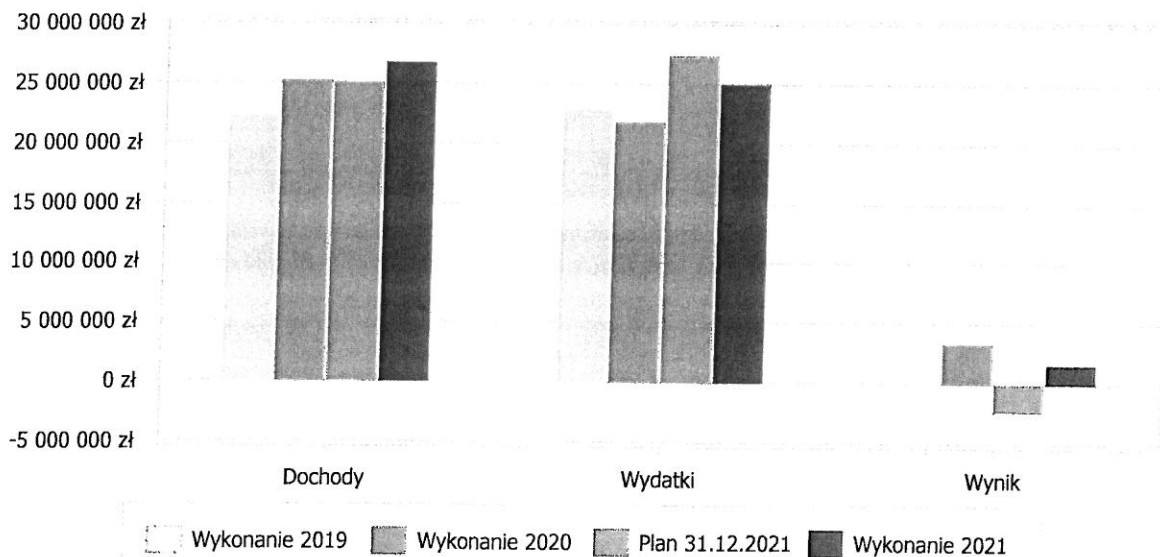 30 000 000 zł
25 000 000 zł
20 000 000 zł
15 000 000 zł
10 000 000 zł
5 000 000 zł
0 zł
-5 000 000 zł
Dochody Wydatki Wynik
Wykonanie 2019 Wykonanie 2020 Plan 31.12.2021 Wykonanie 2021